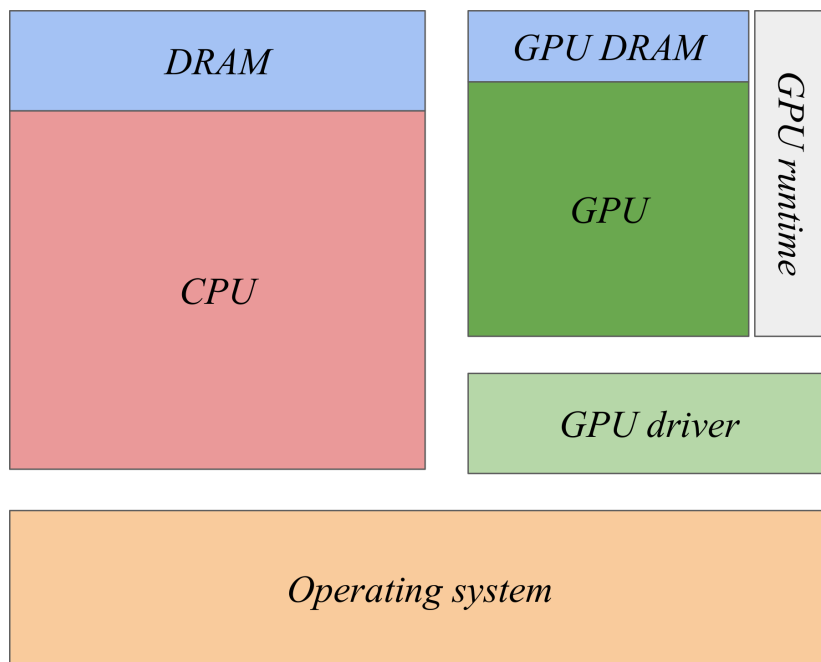 DRAM
GPU DRAM
GPU runtime
GPU
CPU
GPU driver
Operating system